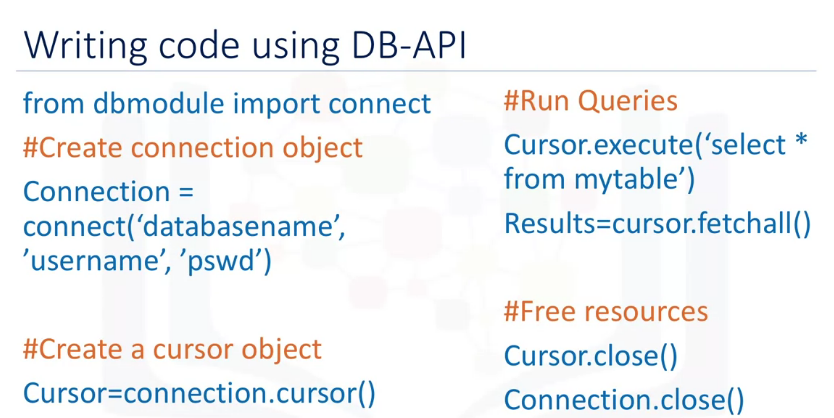 Writing code using DB-API
from dbmodule import connect
#Create connection object
Connection =
connect(‘databasename’,
’username’, ’pswd’)
#Create a cursor object
Cursor=connection.cursor()
#Run Queries
Cursor.execute(‘select *
from mytable’)
Results=cursor.fetchall()
#Free resources
Cursor.close()
Connection.close()